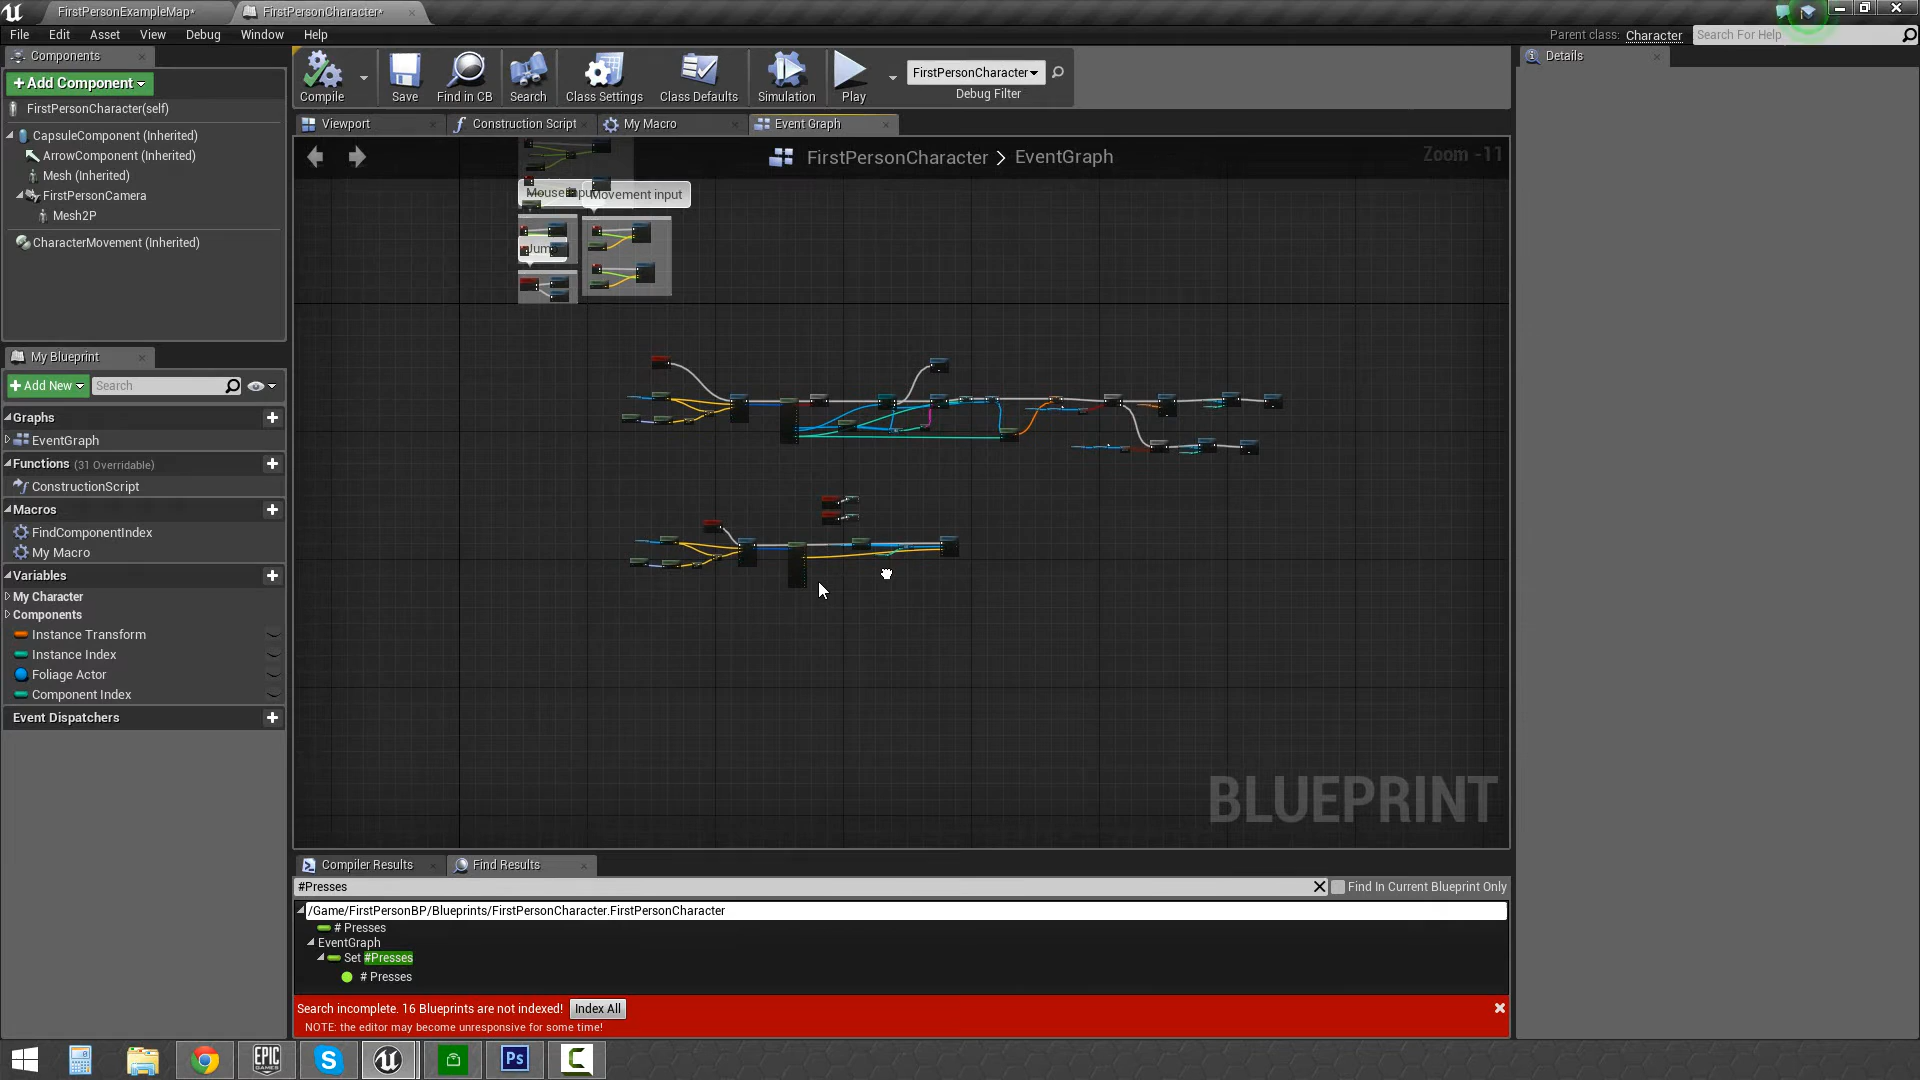 FirstPersonExampleMap*
FirstPersonCharacter*
File Edit Asset View Debug Window Help
Parent class: Character
Search For Help
Components
+Add Component
FirstPersonCharacter(self)
CapsuleComponent (Inherited)
ArrowComponent (Inherited)
Mesh (Inherited)
FirstPersonCamera
Mesh2P
CharacterMovement (Inherited)
Compile
Save
Find in CB
Search
Class Settings
Class Defaults
Simulation
Play
FirstPersonCharacter
Debug Filter
Details
Viewport
Construction Script
My Macro
Event Graph
FirstPersonCharacter > EventGraph
Zoom -11
Movement input
BLUEPRINT
My Blueprint
+Add New
Search
Graphs
EventGraph
Functions (31 Overridable)
ConstructionScript
Macros
FindComponentIndex
My Macro
Variables
My Character
Components
Instance Transform
Instance Index
Foliage Actor
Component Index
Event Dispatchers
Compiler Results
Find Results
#Presses
Find In Current Blueprint Only
/Game/FirstPersonBP/Blueprints/FirstPersonCharacter.FirstPersonCharacter
# Presses
EventGraph
Set #Presses
# Presses
Search incomplete. 16 Blueprints are not indexed!
Index All
NOTE: the editor may become unresponsive for some time!
EPIC GAMES
Ps